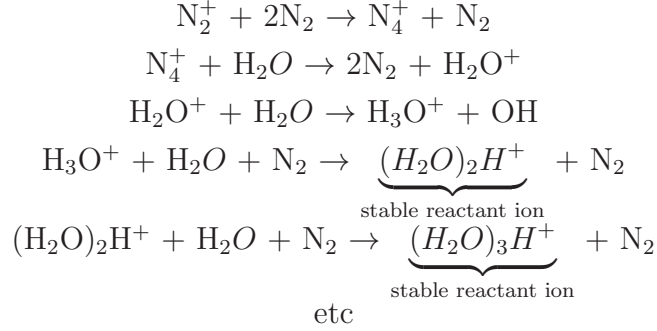 N₂⁺ + 2N₂ → N₄⁺ + N₂
N₄⁺ + H₂O → 2N₂ + H₂O⁺
H₂O⁺ + H₂O → H₃O⁺ + OH
H₃O⁺ + H₂O + N₂ → (H₂O)₂H⁺ + N₂
stable reactant ion
(H₂O)₂H⁺ + H₂O + N₂ → (H₂O)₃H⁺ + N₂
stable reactant ion
etc